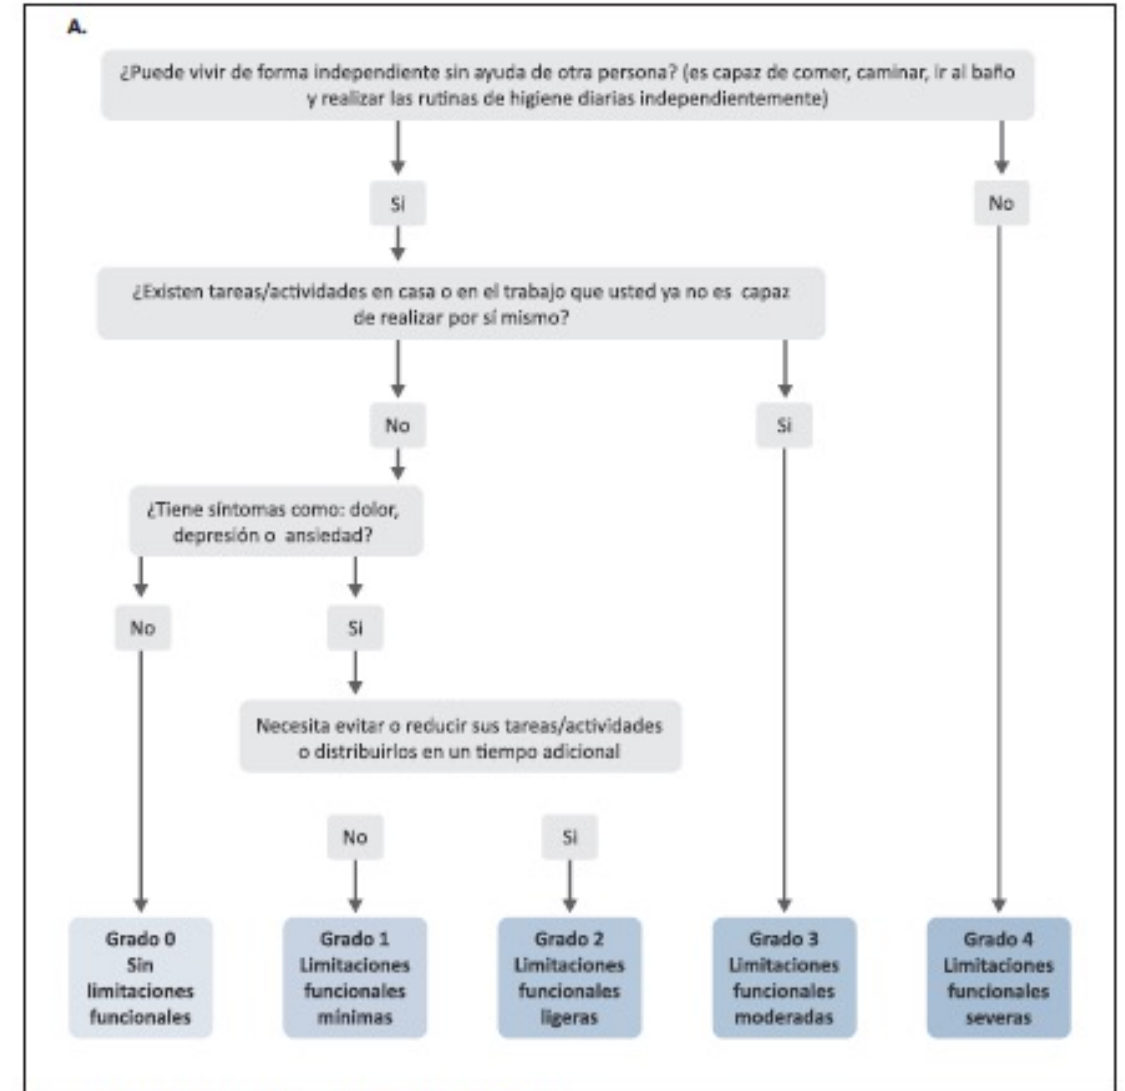 A.
¿Puede vivir de forma independiente sin ayuda de otra persona? (es capaz de comer, caminar, ir al baño
y realizar las rutinas de higiene diarias independientemente)
Si
No
¿Existen tareas/actividades en casa o en el trabajo que usted ya no es capaz
de realizar por sí mismo?
No
Si
¿Tiene síntomas como: dolor,
depresión o ansiedad?
No
Si
Necesita evitar o reducir sus tareas/actividades
o distribuirlos en un tiempo adicional
No
Si
Grado 0
Sin
limitaciones
funcionales
Grado 1
Limitaciones
funcionales
mínimas
Grado 2
Limitaciones
funcionales
ligeras
Grado 3
Limitaciones
funcionales
moderadas
Grado 4
Limitaciones
funcionales
severas